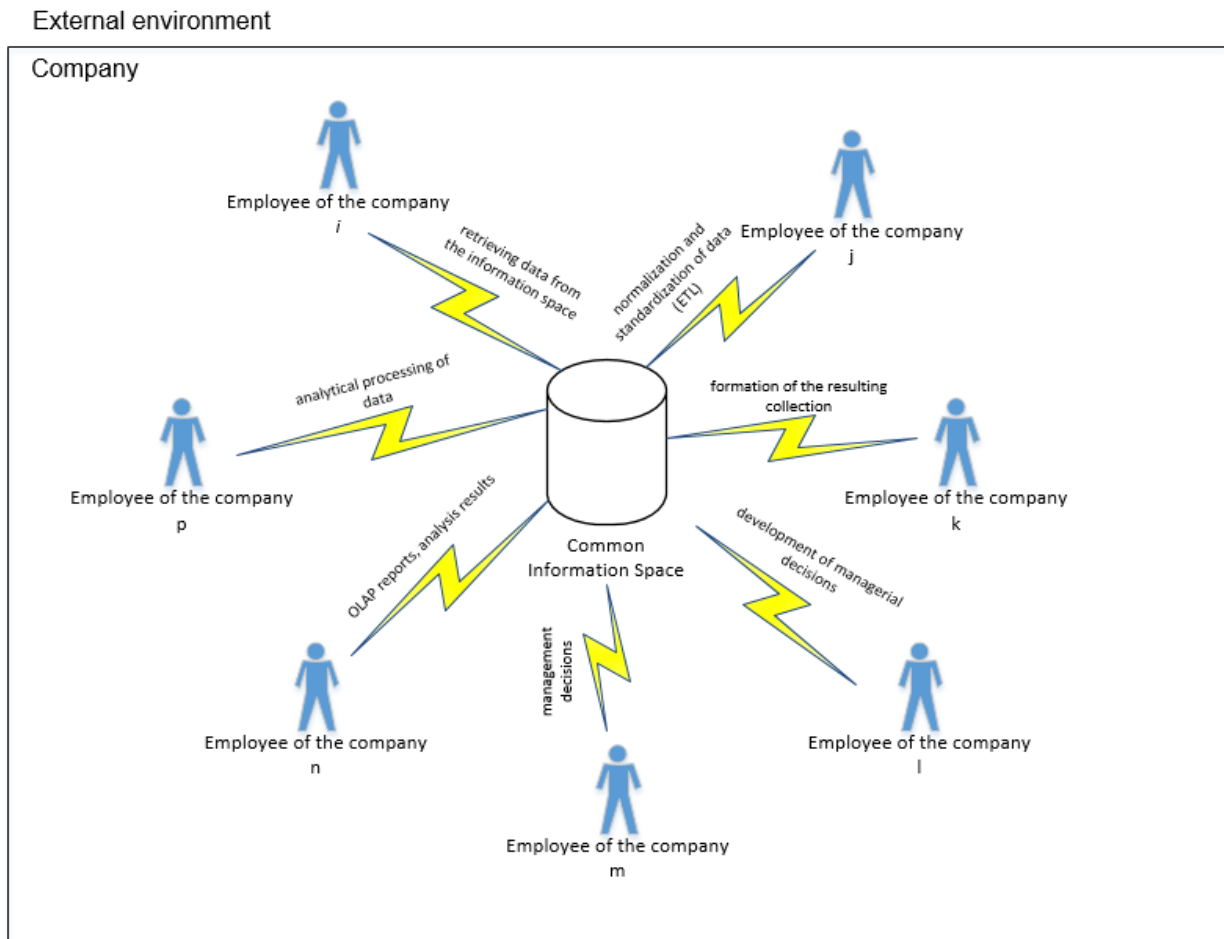 External environment
Company
Employee of the company
i
retrieving data from
the information space
normalization and
standardization of data
(ETL)
Employee of the company
j
analytical processing of
data
formation of the resulting
collection
Employee of the company
p
Employee of the company
k
OLAP reports, analysis results
Common
Information Space
development of managerial
decisions
management
decisions
Employee of the company
n
Employee of the company
l
Employee of the company
m